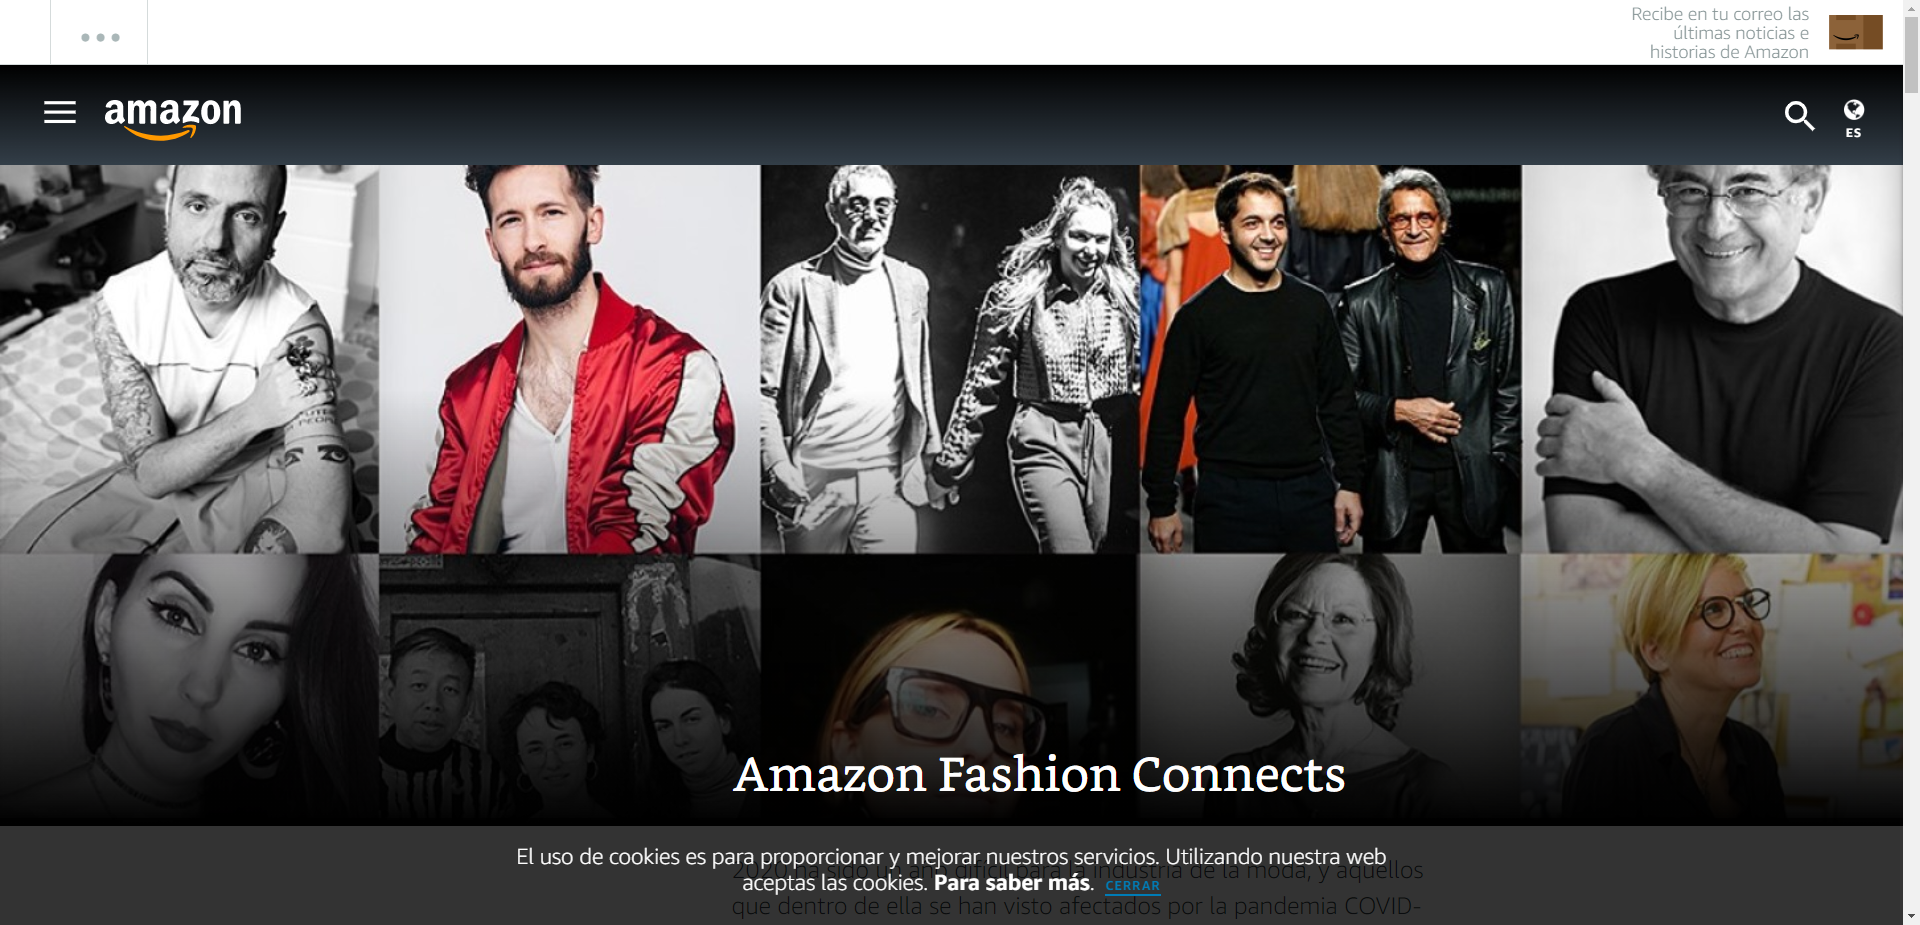 Recibe en tu correo las
últimas noticias e
historias de Amazon
amazon
ES
Amazon Fashion Connects
El uso de cookies es para proporcionar y mejorar nuestros servicios. Utilizando nuestra web
aceptas las cookies. Para saber más. CERRAR
2020 ha sido un año difícil para la industria de la moda, y aquellos
que dentro de ella se han visto afectados por la pandemia COVID-